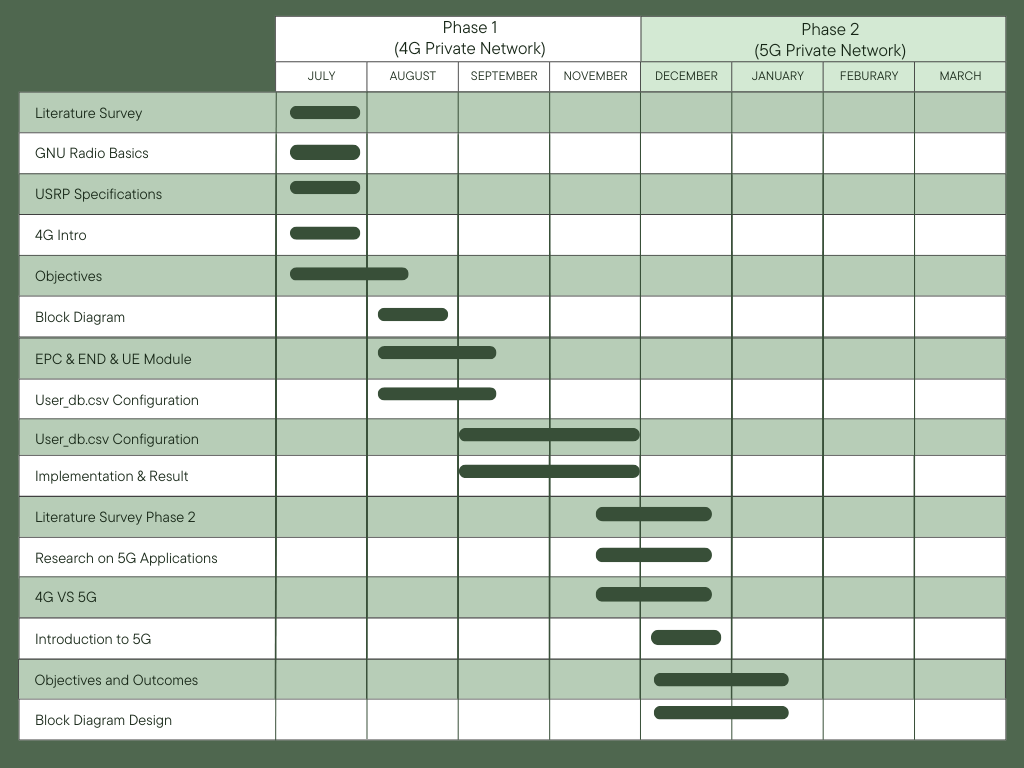 Phase 1
(4G Private Network)
Phase 2
(5G Private Network)
JULY
AUGUST
SEPTEMBER
NOVEMBER
DECEMBER
JANUARY
FEBURARY
MARCH
Literature Survey
GNU Radio Basics
USRP Specifications
4G Intro
Objectives
Block Diagram
EPC & END & UE Module
User_db.csv Configuration
User_db.csv Configuration
Implementation & Result
Literature Survey Phase 2
Research on 5G Applications
4G VS 5G
Introduction to 5G
Objectives and Outcomes
Block Diagram Design